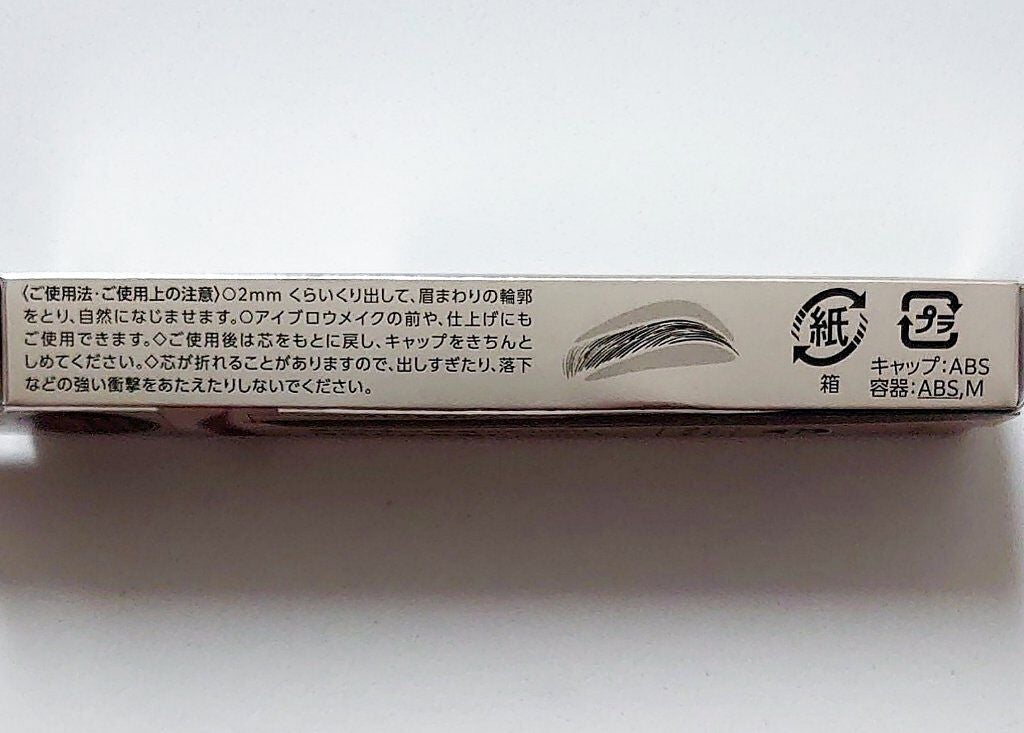 〈ご使用法・ご使用上の注意〉○2mm くらいくり出して、眉まわりの輪郭
をとり、自然になじませます。○アイブロウメイクの前や、仕上げにも
ご使用できます。◇ご使用後は芯をもとに戻し、キャップをきちんと
しめてください。◇芯が折れることがありますので、出しすぎたり、落下
などの強い衝撃をあたえたりしないでください。
紙
箱
プラ
キャップ:ABS
容器:ABS,M